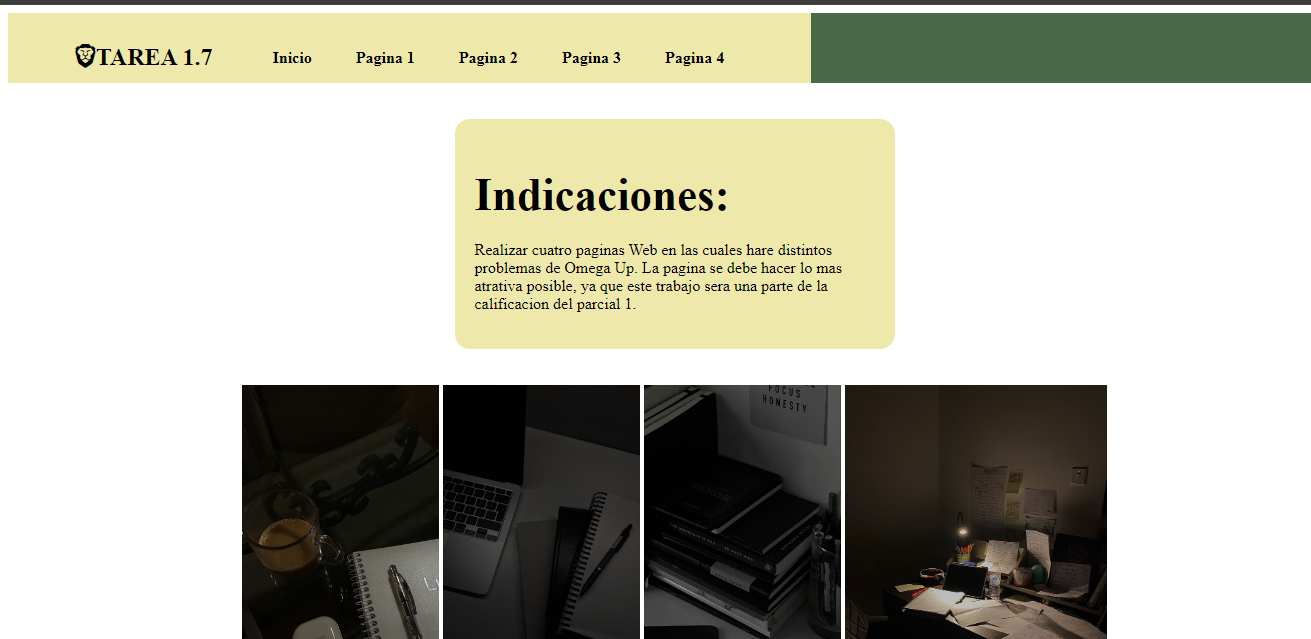 TAREA 1.7
Inicio
Pagina 1
Pagina 2
Pagina 3
Pagina 4
Indicaciones:
Realizar cuatro paginas Web en las cuales hare distintos
problemas de Omega Up. La pagina se debe hacer lo mas
atrativa posible, ya que este trabajo sera una parte de la
calificacion del parcial 1.
FOCUS
HONESTY